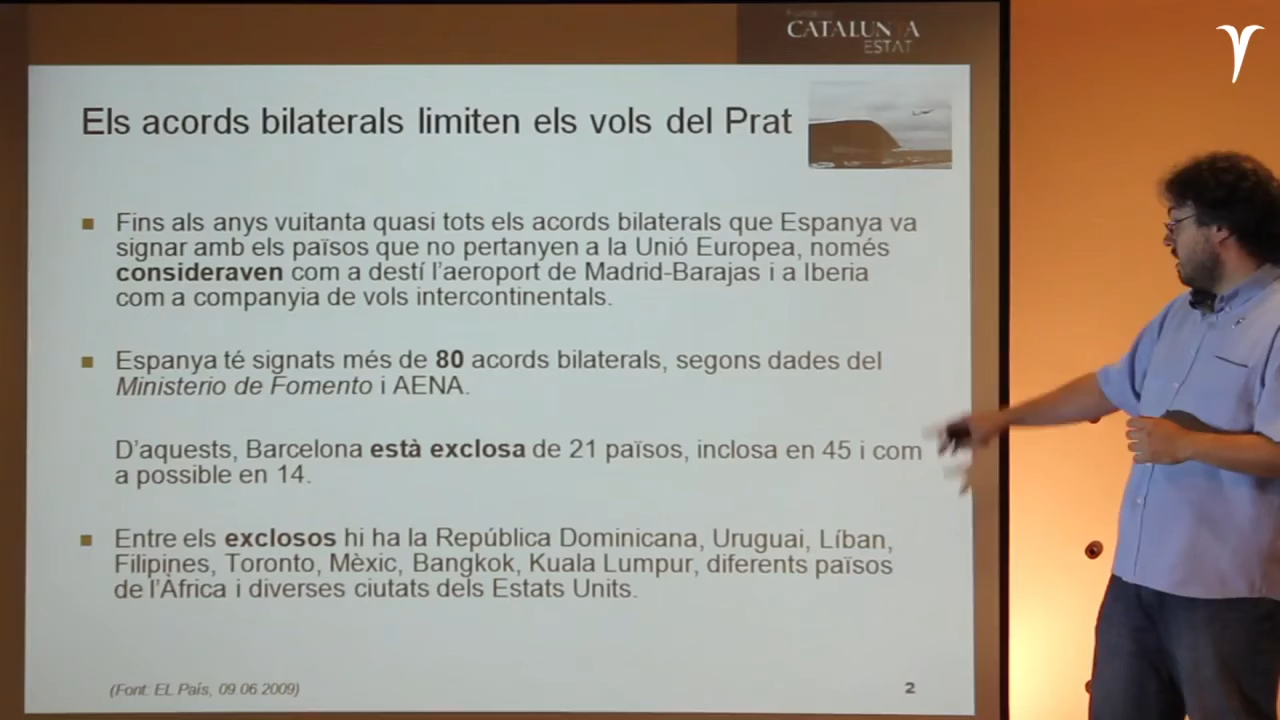 CATALUNYA
ESTAT
Els acords bilaterals limiten els vols del Prat
Fins als anys vuitanta quasi tots els acords bilaterals que Espanya va
signar amb els països que no pertanyen a la Unió Europea, només
consideraven com a destí l'aeroport de Madrid-Barajas i a Iberia
com a companyia de vols intercontinentals.
Espanya té signats més de 80 acords bilaterals, segons dades del
Ministerio de Fomento i AENA.
D'aquests, Barcelona està exclosa de 21 països, inclosa en 45 i com
a possible en 14.
Entre els exclosos hi ha la República Dominicana, Uruguai, Líban,
Filipines, Toronto, Mèxic, Bangkok, Kuala Lumpur, diferents països
de l'Àfrica i diverses ciutats dels Estats Units.
(Font: EL País, 09 06 2009)
2